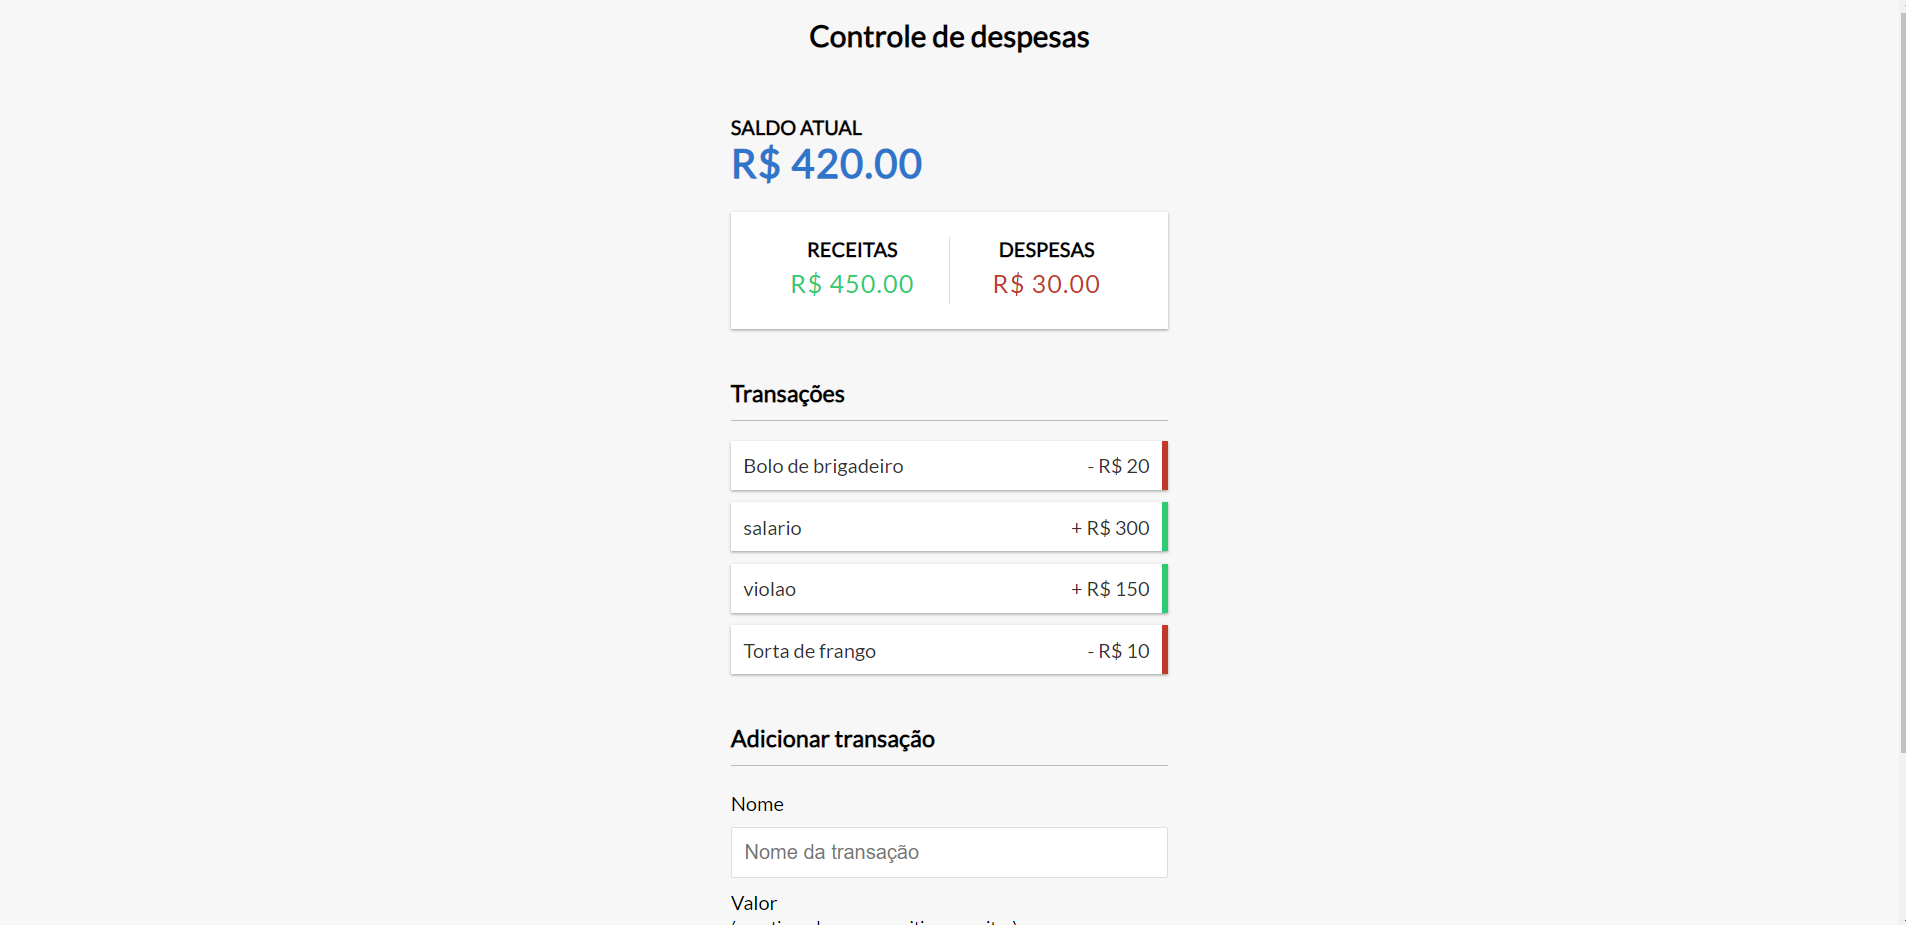 Controle de despesas
SALDO ATUAL
R$ 420.00
RECEITAS
R$ 450.00
DESPESAS
R$ 30.00
Transações
Bolo de brigadeiro - R$ 20
salario + R$ 300
violao + R$ 150
Torta de frango - R$ 10
Adicionar transação
Nome
Nome da transação
Valor